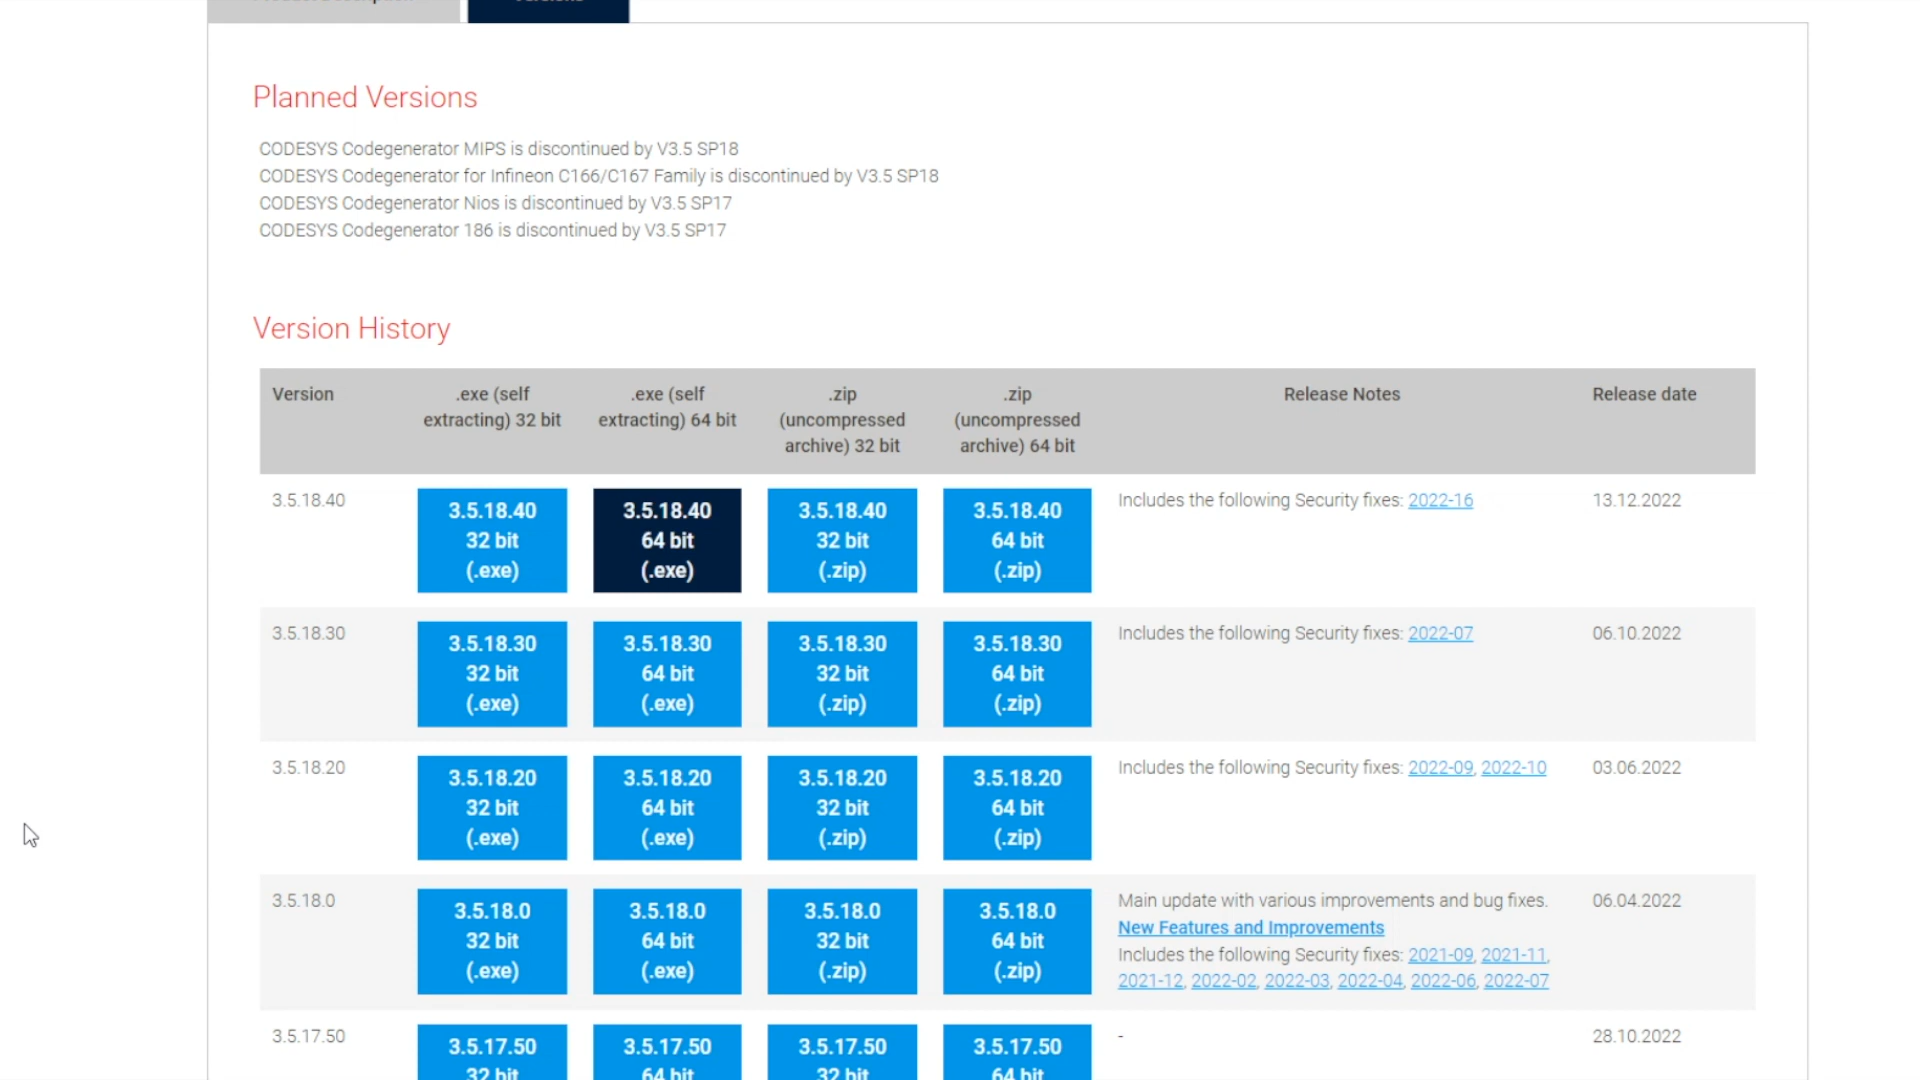 Planned Versions
CODESYS Codegenerator MIPS is discontinued by V3.5 SP18
CODESYS Codegenerator for Infineon C166/C167 Family is discontinued by V3.5 SP18
CODESYS Codegenerator Nios is discontinued by V3.5 SP17
CODESYS Codegenerator 186 is discontinued by V3.5 SP17
Version History
Version
.exe (self
extracting) 32 bit
.exe (self
extracting) 64 bit
.zip
(uncompressed
archive) 32 bit
.zip
(uncompressed
archive) 64 bit
Release Notes
Release date
3.5.18.40
3.5.18.40
32 bit
(.exe)
3.5.18.40
64 bit
(.exe)
3.5.18.40
32 bit
(.zip)
3.5.18.40
64 bit
(.zip)
Includes the following Security fixes: 2022-16
13.12.2022
3.5.18.30
3.5.18.30
32 bit
(.exe)
3.5.18.30
64 bit
(.exe)
3.5.18.30
32 bit
(.zip)
3.5.18.30
64 bit
(.zip)
Includes the following Security fixes: 2022-07
06.10.2022
3.5.18.20
3.5.18.20
32 bit
(.exe)
3.5.18.20
64 bit
(.exe)
3.5.18.20
32 bit
(.zip)
3.5.18.20
64 bit
(.zip)
Includes the following Security fixes: 2022-09, 2022-10
03.06.2022
3.5.18.0
3.5.18.0
32 bit
(.exe)
3.5.18.0
64 bit
(.exe)
3.5.18.0
32 bit
(.zip)
3.5.18.0
64 bit
(.zip)
Main update with various improvements and bug fixes.
New Features and Improvements
Includes the following Security fixes: 2021-09, 2021-11,
2021-12, 2022-02, 2022-03, 2022-04, 2022-06, 2022-07
06.04.2022
3.5.17.50
3.5.17.50
32 bit
3.5.17.50
64 bit
3.5.17.50
32 bit
3.5.17.50
64 bit
-
28.10.2022